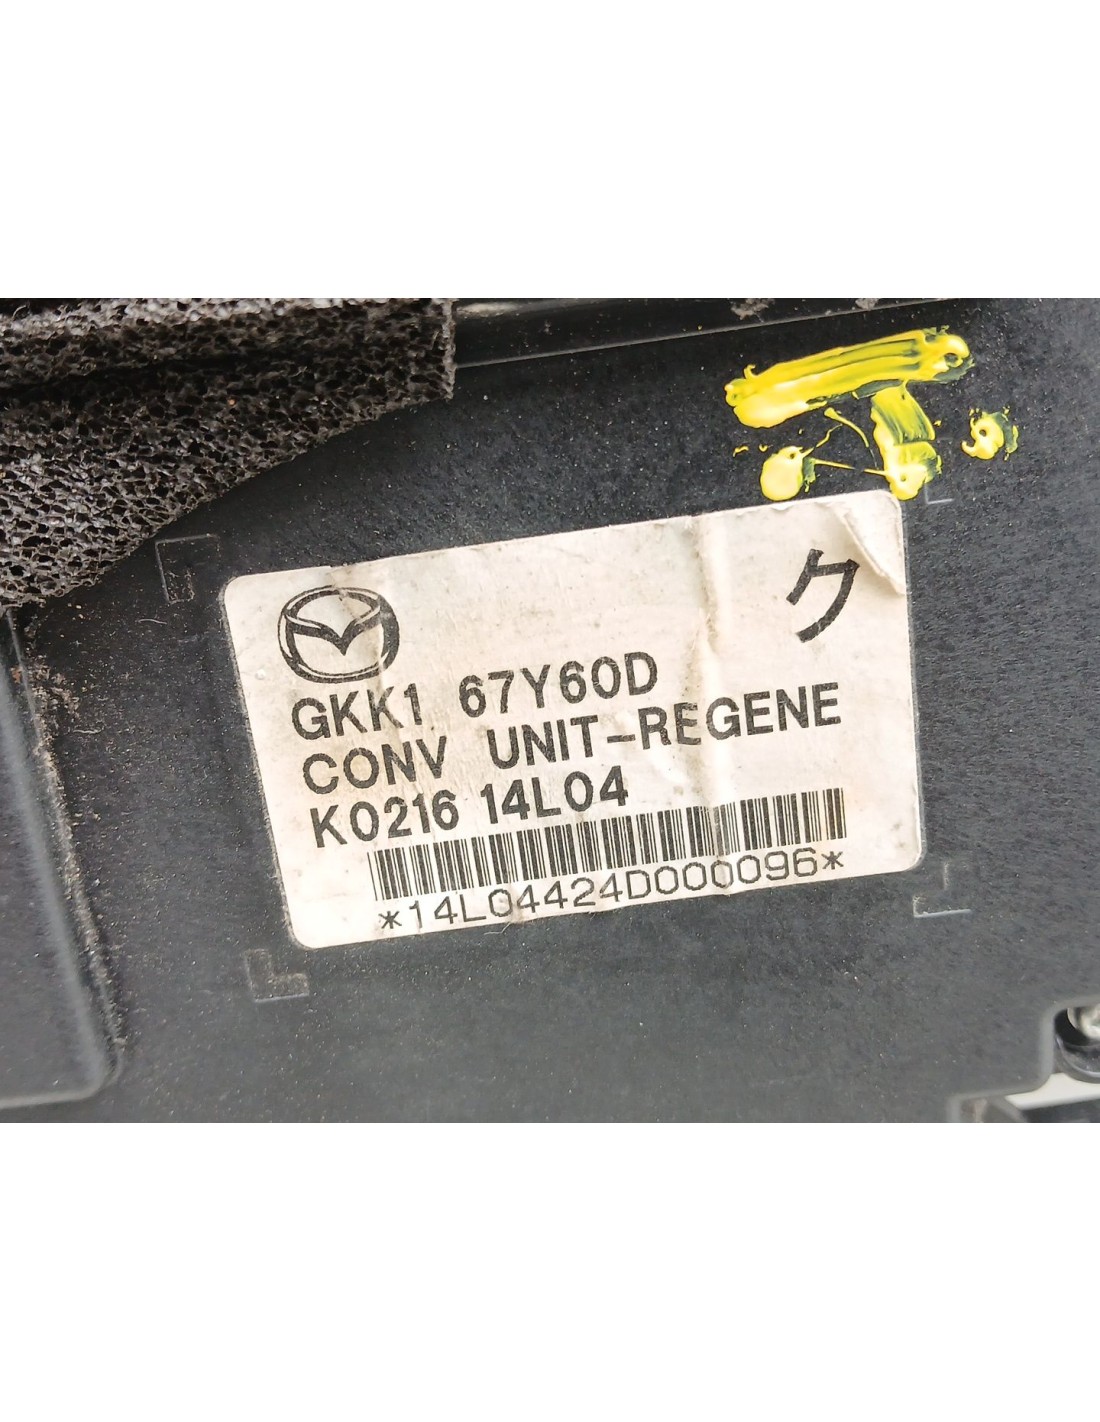 ク
GKK1 67Y60D
CONV UNIT-REGENE
K0216 14L04
*14L04424D000096*